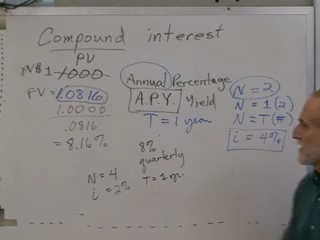 Compound interest
PV
N$ 1 1000
PV = 1.0816
1.0000
.0816
= 8.16%
Annual Percentage
A.P.Y. Yield
T = 1 year
8%
quarterly
N = 4 T = 1 yr.
i = 2%
N = 2
N = 1(2)
N = T(#)
i = 4%